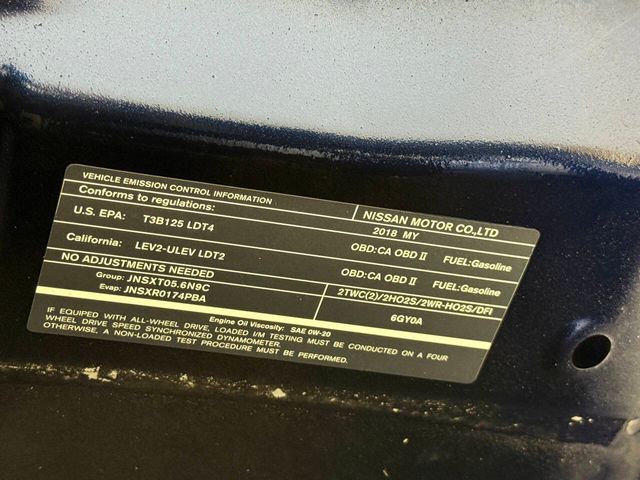 VEHICLE EMISSION CONTROL INFORMATION
Conforms to regulations:
NISSAN MOTOR CO.,LTD
2018 MY
U.S. EPA: T3B125 LDT4 OBD:CA OBD II FUEL:Gasoline
California: LEV2-ULEV LDT2 OBD:CA OBD II FUEL:Gasoline
NO ADJUSTMENTS NEEDED
Group: JNSXT05.6N9C 2TWC(2)/2HO2S/2WR-HO2S/DFI
Evap: JNSXR0174PBA 6GY0A
Engine Oil Viscosity: SAE 0W-20
IF EQUIPPED WITH ALL-WHEEL DRIVE, LOADED I/M TESTING MUST BE CONDUCTED ON A FOUR
WHEEL DRIVE SPEED SYNCHRONIZED DYNAMOMETER.
OTHERWISE, A NON-LOADED TEST PROCEDURE MUST BE PERFORMED.